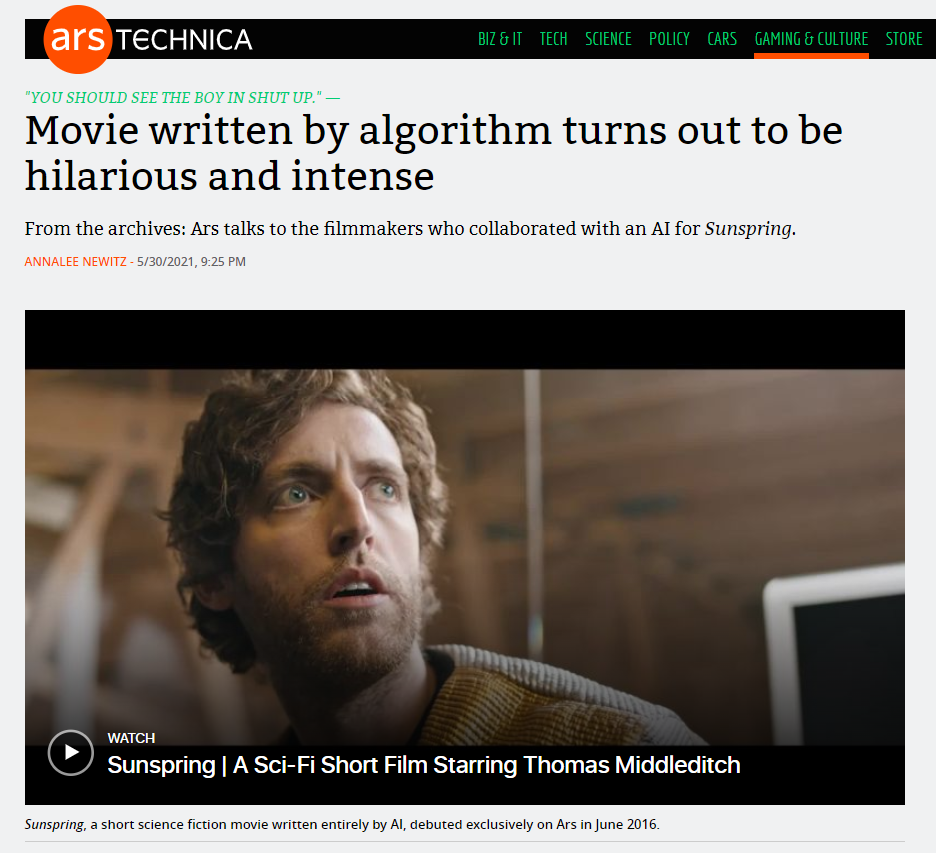 ars TECHNICA
BIZ & IT TECH SCIENCE POLICY CARS GAMING & CULTURE STORE
"YOU SHOULD SEE THE BOY IN SHUT UP." —
Movie written by algorithm turns out to be
hilarious and intense
From the archives: Ars talks to the filmmakers who collaborated with an AI for Sunspring.
ANNALEE NEWITZ - 5/30/2021, 9:25 PM
WATCH
Sunspring | A Sci-Fi Short Film Starring Thomas Middleditch
Sunspring, a short science fiction movie written entirely by AI, debuted exclusively on Ars in June 2016.